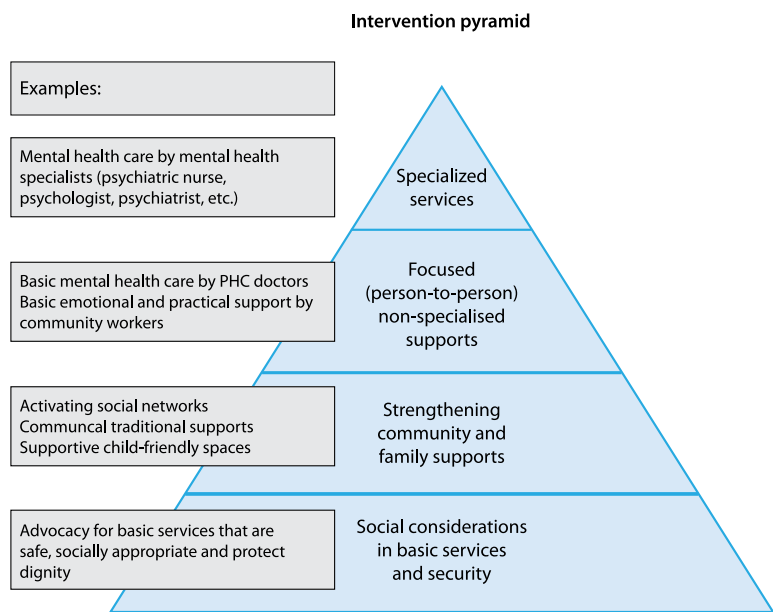 Intervention pyramid
Examples:
Mental health care by mental health
specialists (psychiatric nurse,
psychologist, psychiatrist, etc.)
Specialized
services
Basic mental health care by PHC doctors
Basic emotional and practical support by
community workers
Focused
(person-to-person)
non-specialised
supports
Activating social networks
Communcal traditional supports
Supportive child-friendly spaces
Strengthening
community and
family supports
Advocacy for basic services that are
safe, socially appropriate and protect
dignity
Social considerations
in basic services
and security